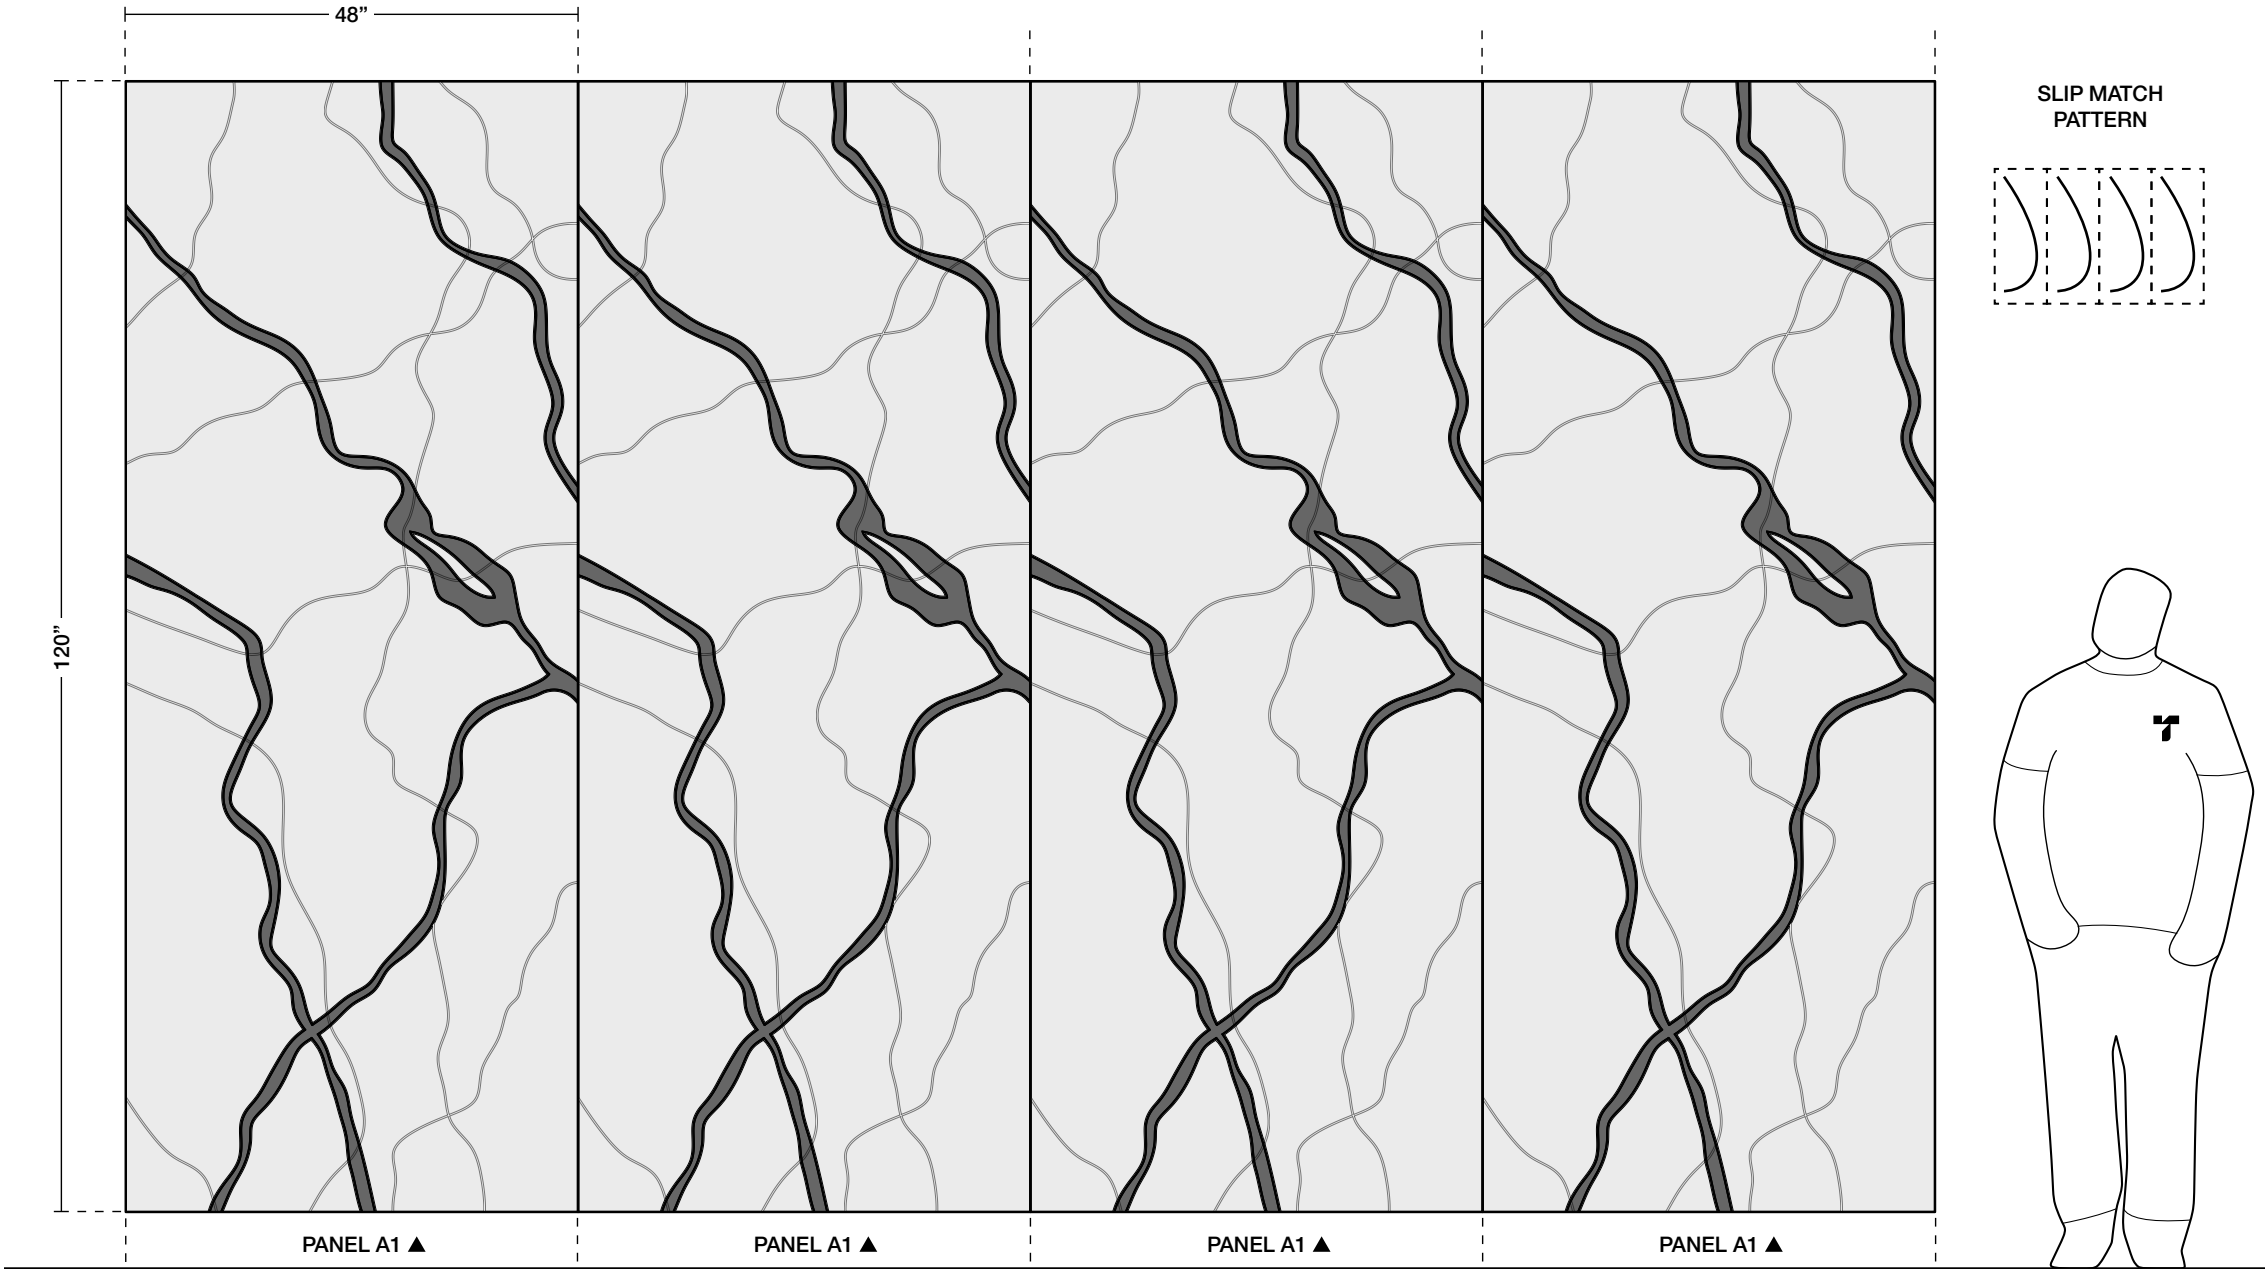 48”
SLIP MATCH
PATTERN
120”
PANEL A1 ▲
PANEL A1 ▲
PANEL A1 ▲
PANEL A1 ▲